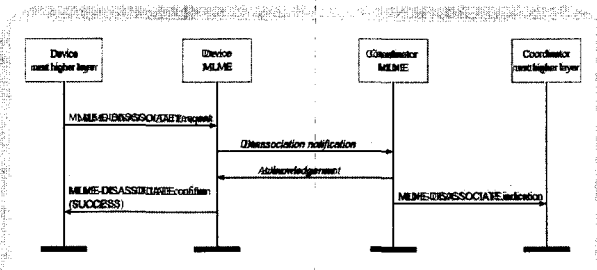 Device
next higher layer
Device
MLME
Coordinator
MLME
Coordinator
next higher layer
MLME-DISASSOCIATE.request
Disassociation notification
Acknowledgement
MLME-DISASSOCIATE.confirm
(SUCCESS)
MLME-DISASSOCIATE.indication